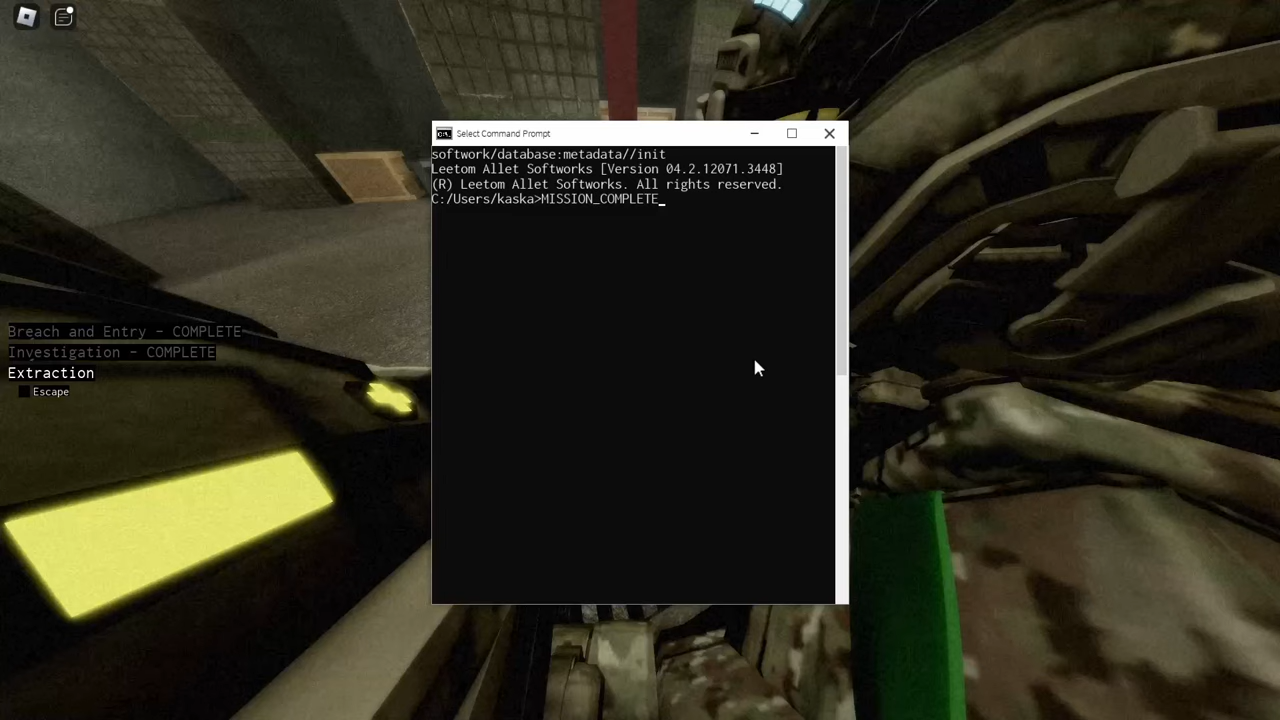 Select Command Prompt
softwork/database:metadata//init
Leetom Allet Softworks [Version 04.2.12071.3448]
(R) Leetom Allet Softworks. All rights reserved.
C:/Users/kaska>MISSION_COMPLETE_
Breach and Entry - COMPLETE
Investigation - COMPLETE
Extraction
Escape